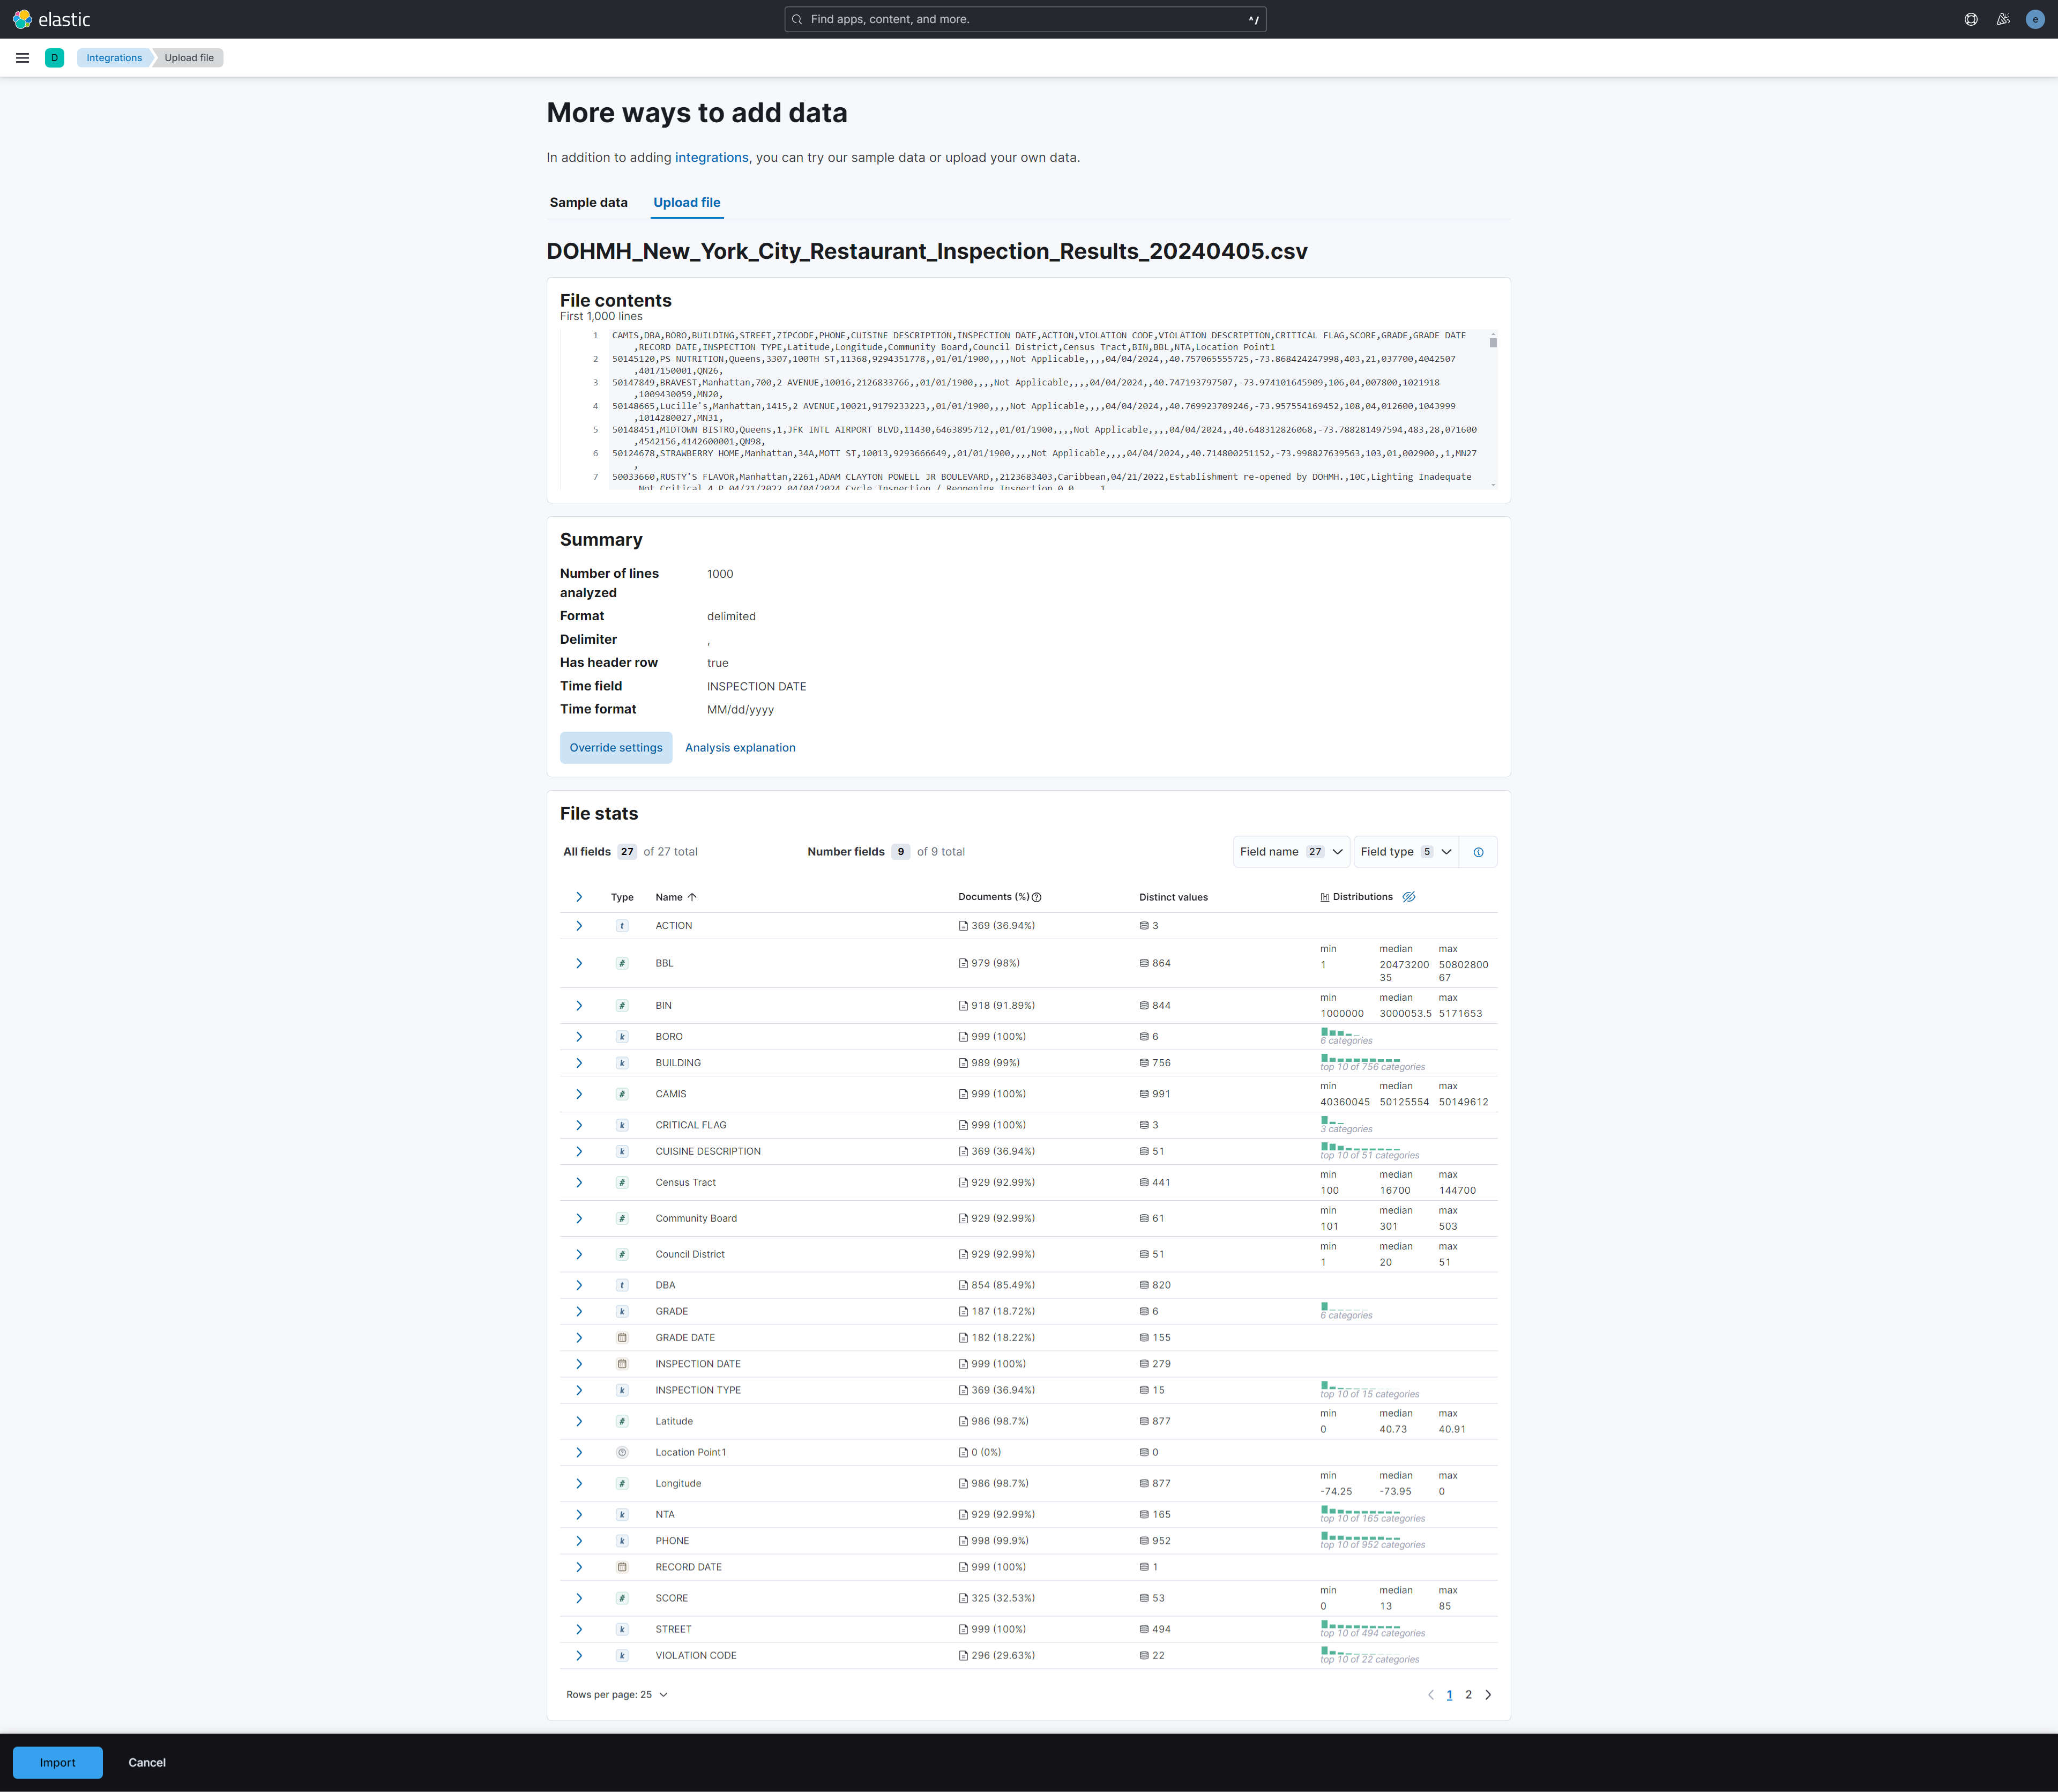 elastic
Find apps, content, and more.
^/
e
D
Integrations
Upload file
More ways to add data
In addition to adding integrations, you can try our sample data or upload your own data.
Sample data
Upload file
DOHMH_New_York_City_Restaurant_Inspection_Results_20240405.csv
File contents
First 1,000 lines
1 CAMIS,DBA,BORO,BUILDING,STREET,ZIPCODE,PHONE,CUISINE DESCRIPTION,INSPECTION DATE,ACTION,VIOLATION CODE,VIOLATION DESCRIPTION,CRITICAL FLAG,SCORE,GRADE,GRADE DATE
,RECORD DATE,INSPECTION TYPE,Latitude,Longitude,Community Board,Council District,Census Tract,BIN,BBL,NTA,Location Point1
2 50145120,PS NUTRITION,Queens,3307,100TH ST,11368,9294351778,,01/01/1900,,,,Not Applicable,,,,04/04/2024,,40.757065555725,-73.868424247998,403,21,037700,4042507
,4017150001,QN26,
3 50147849,BRAVEST,Manhattan,700,2 AVENUE,10016,2126833766,,01/01/1900,,,,Not Applicable,,,,04/04/2024,,40.747193797507,-73.974101645909,106,04,007800,1021918
,1009430059,MN20,
4 50148665,Lucille's,Manhattan,1415,2 AVENUE,10021,9179233223,,01/01/1900,,,,Not Applicable,,,,04/04/2024,,40.769923709246,-73.957554169452,108,04,012600,1043999
,1014280027,MN31,
5 50148451,MIDTOWN BISTRO,Queens,1,JFK INTL AIRPORT BLVD,11430,6463895712,,01/01/1900,,,,Not Applicable,,,,04/04/2024,,40.648312826068,-73.788281497594,483,28,071600
,4542156,4142600001,QN98,
6 50124678,STRAWBERRY HOME,Manhattan,34A,MOTT ST,10013,9293666649,,01/01/1900,,,,Not Applicable,,,,04/04/2024,,40.714800251152,-73.998827639563,103,01,002900,,1,MN27
,
7 50033660,RUSTY'S FLAVOR,Manhattan,2261,ADAM CLAYTON POWELL JR BOULEVARD,,2123683403,Caribbean,04/21/2022,Establishment re-opened by DOHMH.,10C,Lighting Inadequate
,Not Critical,4,P,04/21/2022,04/04/2024,Cycle Inspection / Reopening Inspection,0,0,,,,,1,,
Summary
Number of lines analyzed 1000
Format delimited
Delimiter ,
Has header row true
Time field INSPECTION DATE
Time format MM/dd/yyyy
Override settings
Analysis explanation
File stats
All fields 27 of 27 total
Number fields 9 of 9 total
Field name 27
Field type 5
Type Name Documents (%) Distinct values Distributions
t ACTION 369 (36.94%) 3
# BBL 979 (98%) 864 min median max
1 2047320035 5080280067
# BIN 918 (91.89%) 844 min median max
1000000 3000053.5 5171653
k BORO 999 (100%) 6 6 categories
k BUILDING 989 (99%) 756 top 10 of 756 categories
# CAMIS 999 (100%) 991 min median max
40360045 50125554 50149612
k CRITICAL FLAG 999 (100%) 3 3 categories
k CUISINE DESCRIPTION 369 (36.94%) 51 top 10 of 51 categories
# Census Tract 929 (92.99%) 441 min median max
100 16700 144700
# Community Board 929 (92.99%) 61 min median max
101 301 503
# Council District 929 (92.99%) 51 min median max
1 20 51
t DBA 854 (85.49%) 820
k GRADE 187 (18.72%) 6 6 categories
GRADE DATE 182 (18.22%) 155
INSPECTION DATE 999 (100%) 279
k INSPECTION TYPE 369 (36.94%) 15 top 10 of 15 categories
# Latitude 986 (98.7%) 877 min median max
0 40.73 40.91
Location Point1 0 (0%) 0
# Longitude 986 (98.7%) 877 min median max
-74.25 -73.95 0
k NTA 929 (92.99%) 165 top 10 of 165 categories
k PHONE 998 (99.9%) 952 top 10 of 952 categories
RECORD DATE 999 (100%) 1
# SCORE 325 (32.53%) 53 min median max
0 13 85
k STREET 999 (100%) 494 top 10 of 494 categories
k VIOLATION CODE 296 (29.63%) 22 top 10 of 22 categories
Rows per page: 25
1 2
Import
Cancel